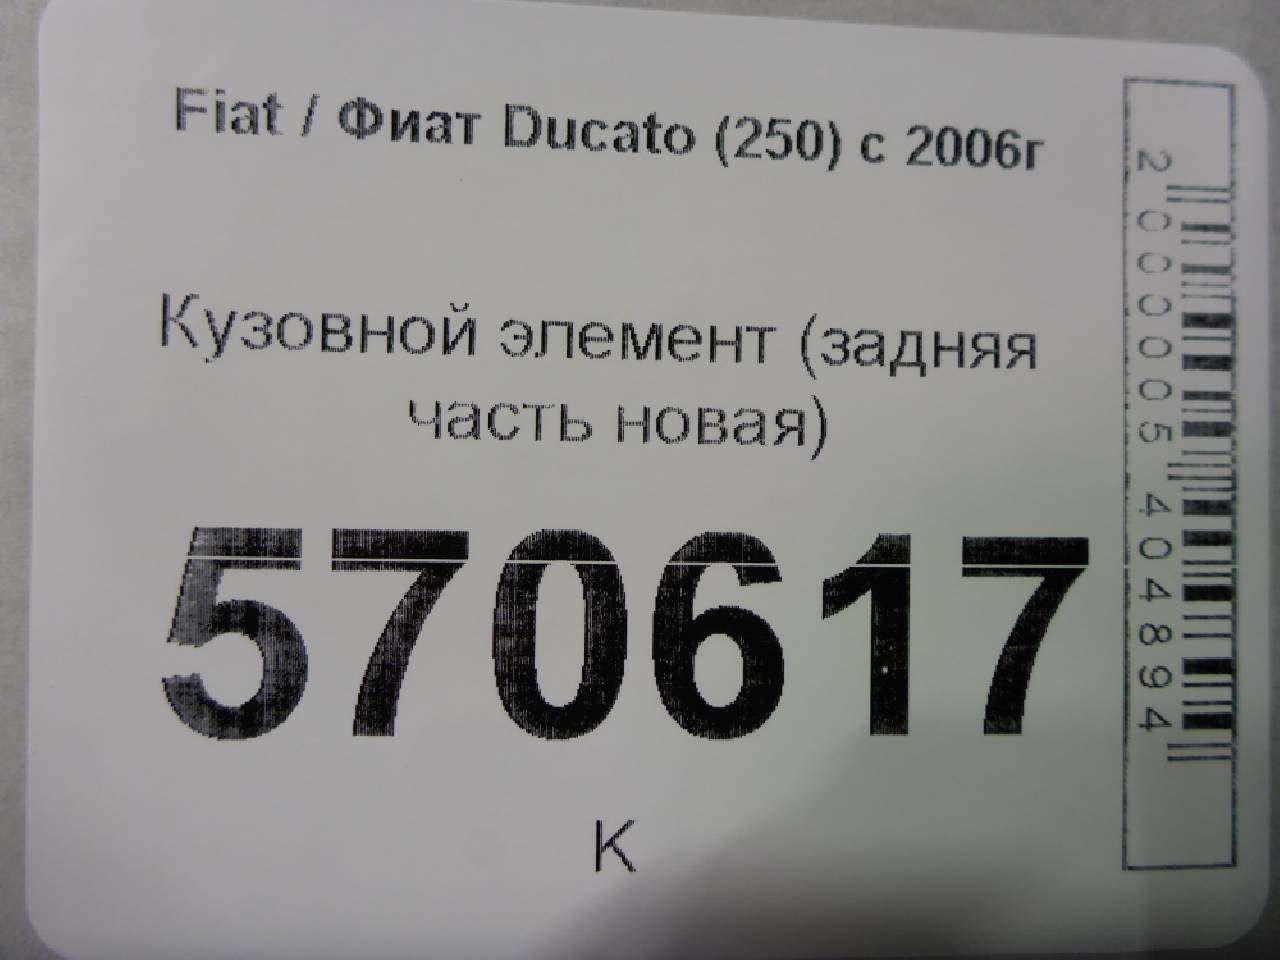 Fiat / Фиат Ducato (250) с 2006г
Кузовной элемент (задняя
часть новая)
570617
К
2000005404894